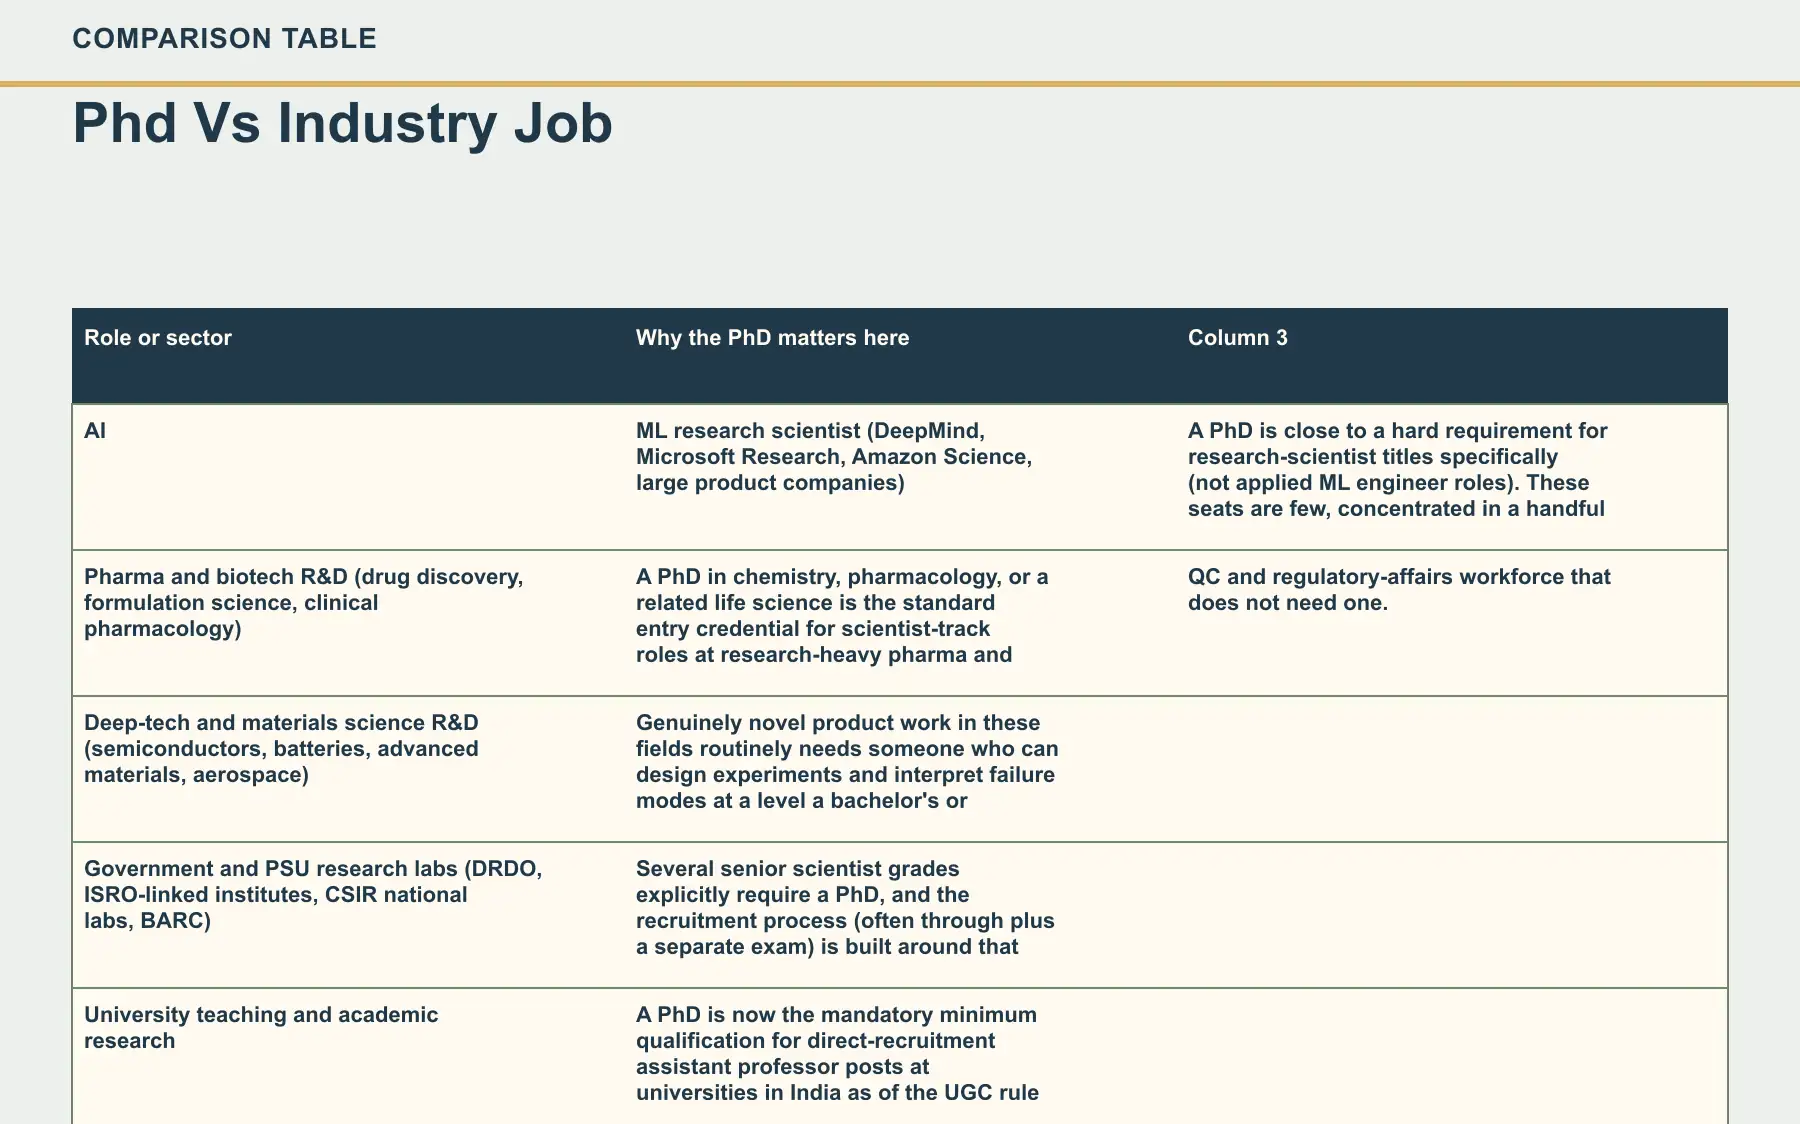 COMPARISON TABLE
Phd Vs Industry Job
Role or sector
Why the PhD matters here
Column 3
AI
ML research scientist (DeepMind,
Microsoft Research, Amazon Science,
large product companies)
A PhD is close to a hard requirement for
research-scientist titles specifically
(not applied ML engineer roles). These
seats are few, concentrated in a handful
Pharma and biotech R&D (drug discovery,
formulation science, clinical
pharmacology)
A PhD in chemistry, pharmacology, or a
related life science is the standard
entry credential for scientist-track
roles at research-heavy pharma and
QC and regulatory-affairs workforce that
does not need one.
Deep-tech and materials science R&D
(semiconductors, batteries, advanced
materials, aerospace)
Genuinely novel product work in these
fields routinely needs someone who can
design experiments and interpret failure
modes at a level a bachelor's or
Government and PSU research labs (DRDO,
ISRO-linked institutes, CSIR national
labs, BARC)
Several senior scientist grades
explicitly require a PhD, and the
recruitment process (often through plus
a separate exam) is built around that
University teaching and academic
research
A PhD is now the mandatory minimum
qualification for direct-recruitment
assistant professor posts at
universities in India as of the UGC rule